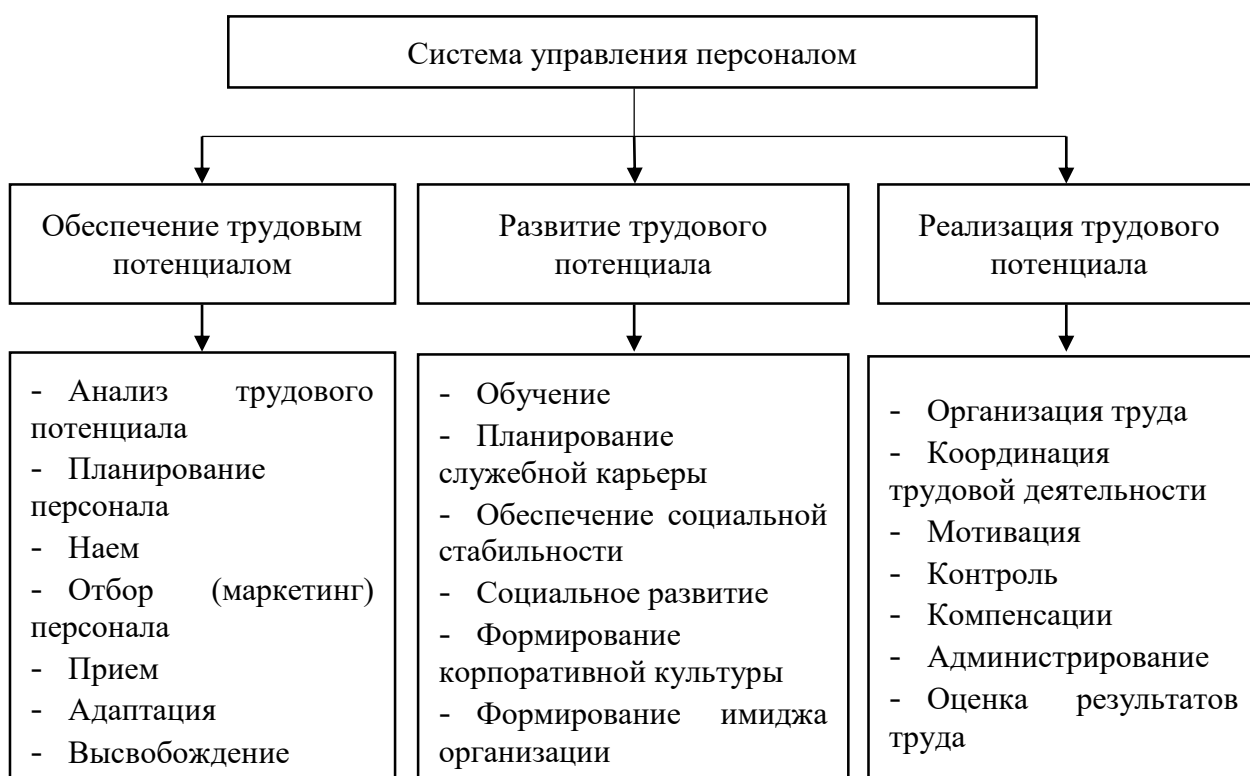 Система управления персоналом
Обеспечение трудовым
потенциалом
Развитие трудового
потенциала
Реализация трудового
потенциала
- Анализ трудового
потенциала
- Планирование
персонала
- Наем
- Отбор (маркетинг)
персонала
- Прием
- Адаптация
- Высвобождение
- Обучение
- Планирование
служебной карьеры
- Обеспечение социальной
стабильности
- Социальное развитие
- Формирование
корпоративной культуры
- Формирование имиджа
организации
- Организация труда
- Координация
трудовой деятельности
- Мотивация
- Контроль
- Компенсации
- Администрирование
- Оценка результатов
труда